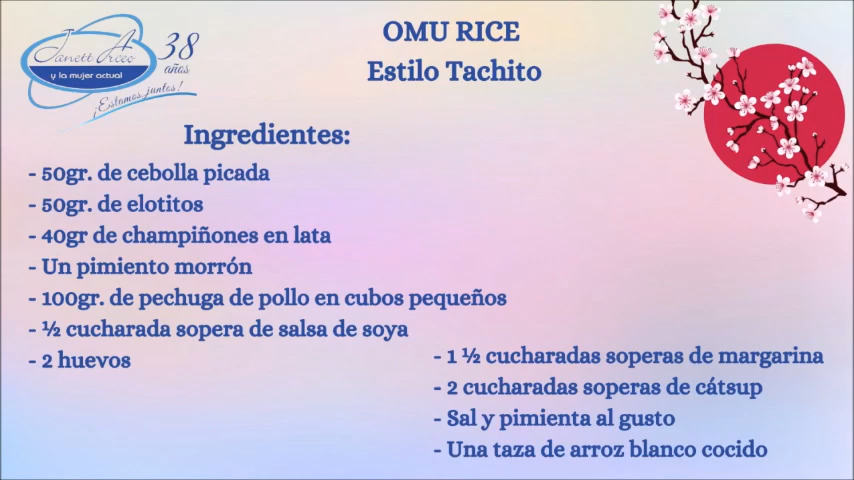 Janett Arceo
y la mujer actual
38
años
¡Estamos juntos!
OMU RICE
Estilo Tachito
Ingredientes:
- 50gr. de cebolla picada
- 50gr. de elotitos
- 40gr de champiñones en lata
- Un pimiento morrón
- 100gr. de pechuga de pollo en cubos pequeños
- ½ cucharada sopera de salsa de soya
- 2 huevos
- 1 ½ cucharadas soperas de margarina
- 2 cucharadas soperas de cátsup
- Sal y pimienta al gusto
- Una taza de arroz blanco cocido